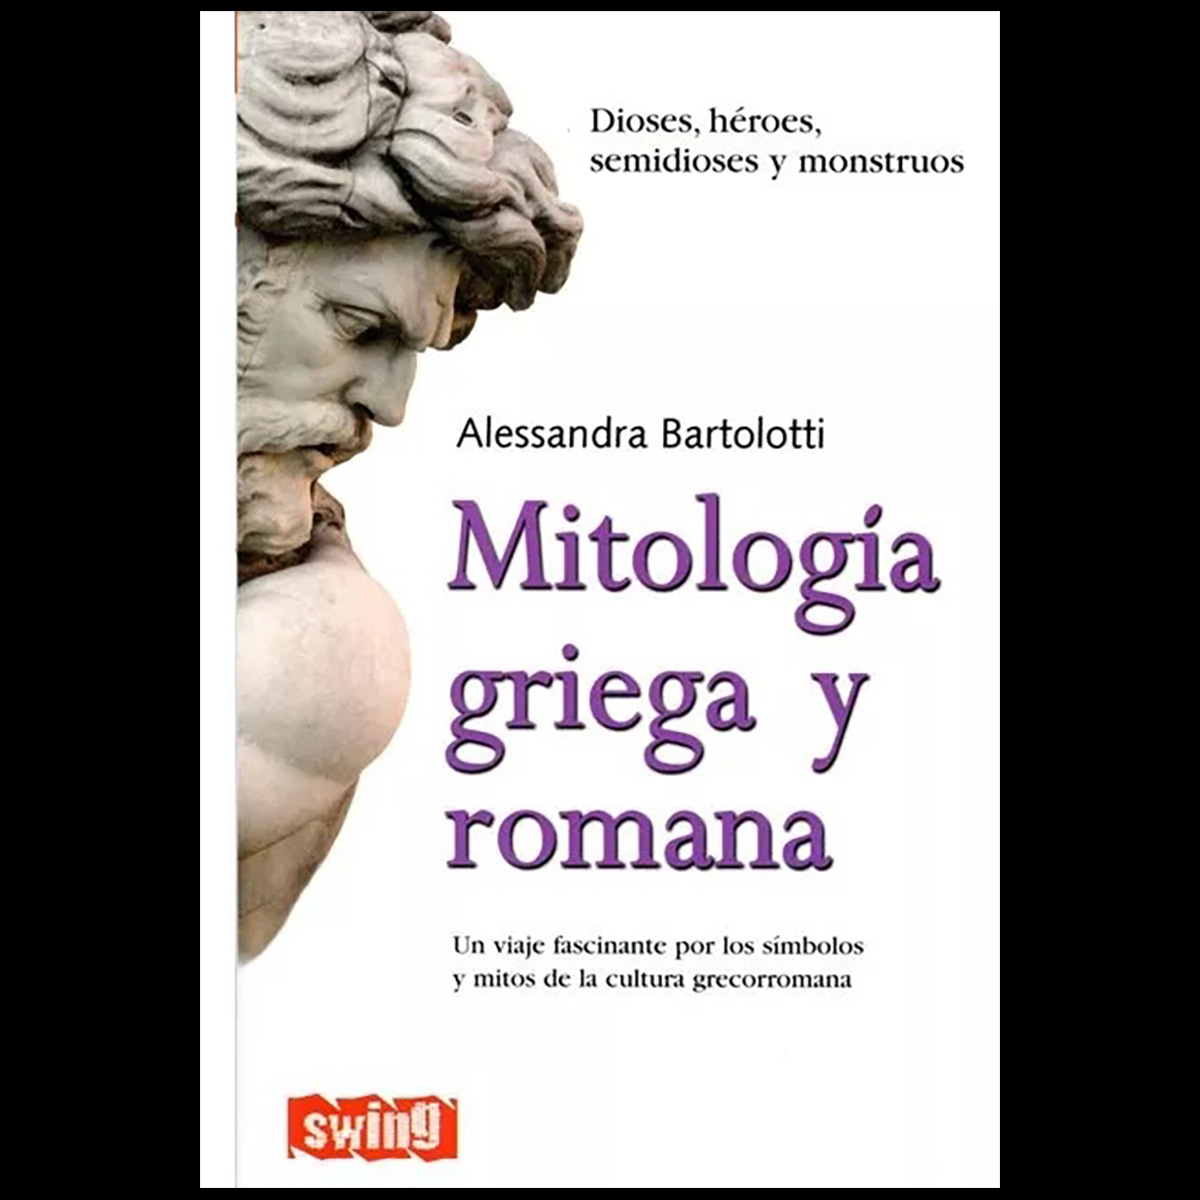 Dioses, héroes,
semidioses y monstruos
Alessandra Bartolotti
Mitología
griega y
romana
Un viaje fascinante por los símbolos
y mitos de la cultura grecorromana
swing